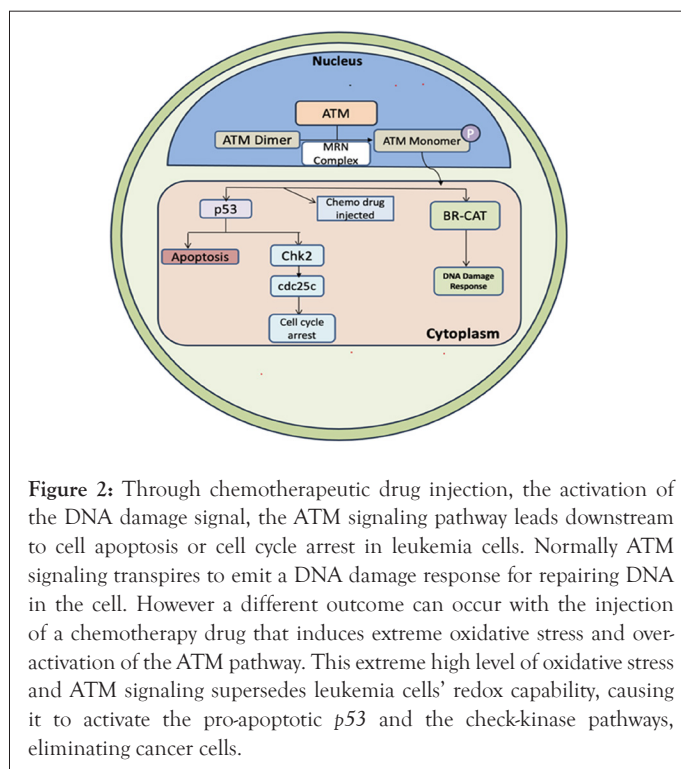 Nucleus
ATM
ATM Dimer
ATM Monomer
P
MRN
Complex
p53
Chemo drug
injected
BR-CAT
Apoptosis
Chk2
DNA Damage
Response
cdc25c
Cell cycle
arrest
Cytoplasm
Figure 2: Through chemotherapeutic drug injection, the activation of
the DNA damage signal, the ATM signaling pathway leads downstream
to cell apoptosis or cell cycle arrest in leukemia cells. Normally ATM
signaling transpires to emit a DNA damage response for repairing DNA
in the cell. However a different outcome can occur with the injection
of a chemotherapy drug that induces extreme oxidative stress and over-
activation of the ATM pathway. This extreme high level of oxidative stress
and ATM signaling supersedes leukemia cells' redox capability, causing
it to activate the pro-apoptotic p53 and the check-kinase pathways,
eliminating cancer cells.